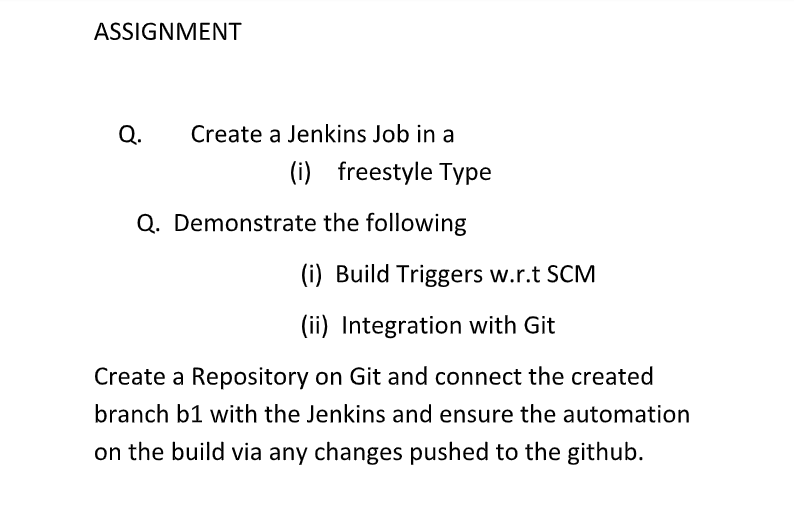 ASSIGNMENT
Q. Create a Jenkins Job in a
(i) freestyle Type
Q. Demonstrate the following
(i) Build Triggers w.r.t SCM
(ii) Integration with Git
Create a Repository on Git and connect the created
branch b1 with the Jenkins and ensure the automation
on the build via any changes pushed to the github.